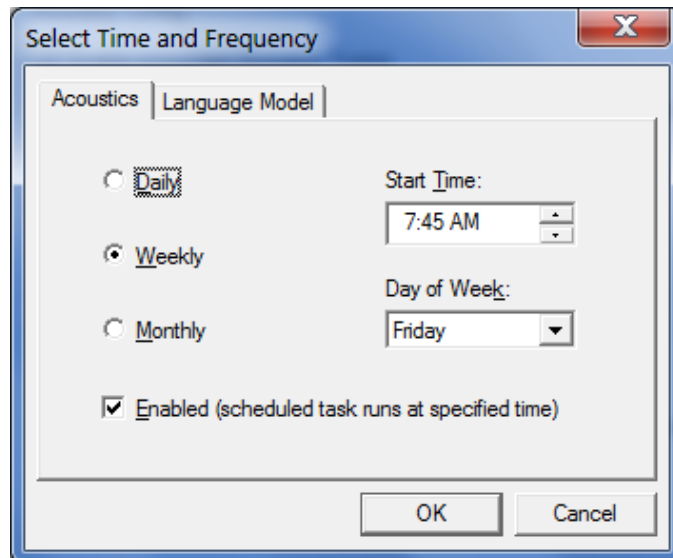 Select Time and Frequency
Acoustics
Language Model
Daily
Start Time:
7:45 AM
Weekly
Day of Week:
Monthly
Friday
Enabled (scheduled task runs at specified time)
OK
Cancel